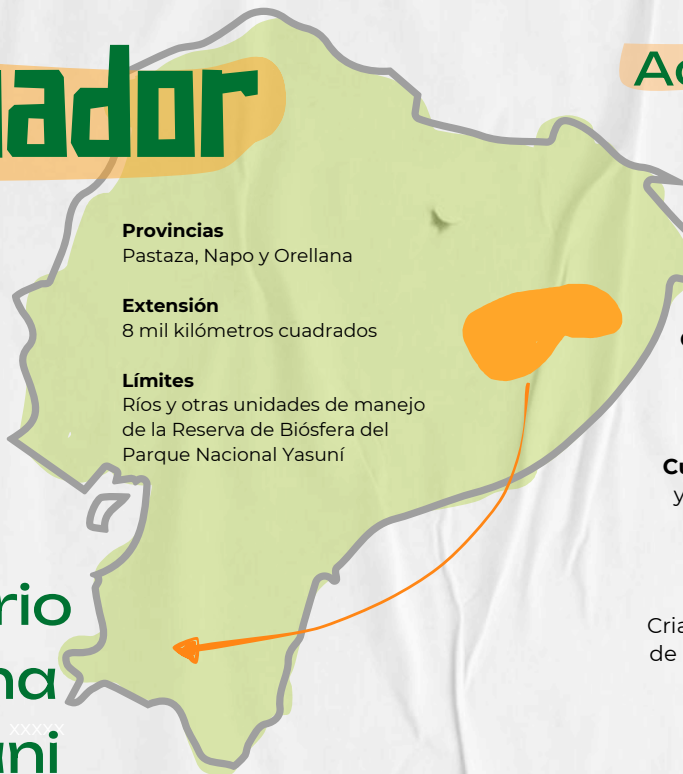 ador
Ac
Provincias
Pastaza, Napo y Orellana
Extensión
8 mil kilómetros cuadrados
Límites
Ríos y otras unidades de manejo
de la Reserva de Biósfera del
Parque Nacional Yasuní
Cu
y
rio
na
xxxxx
ni
Cria
de